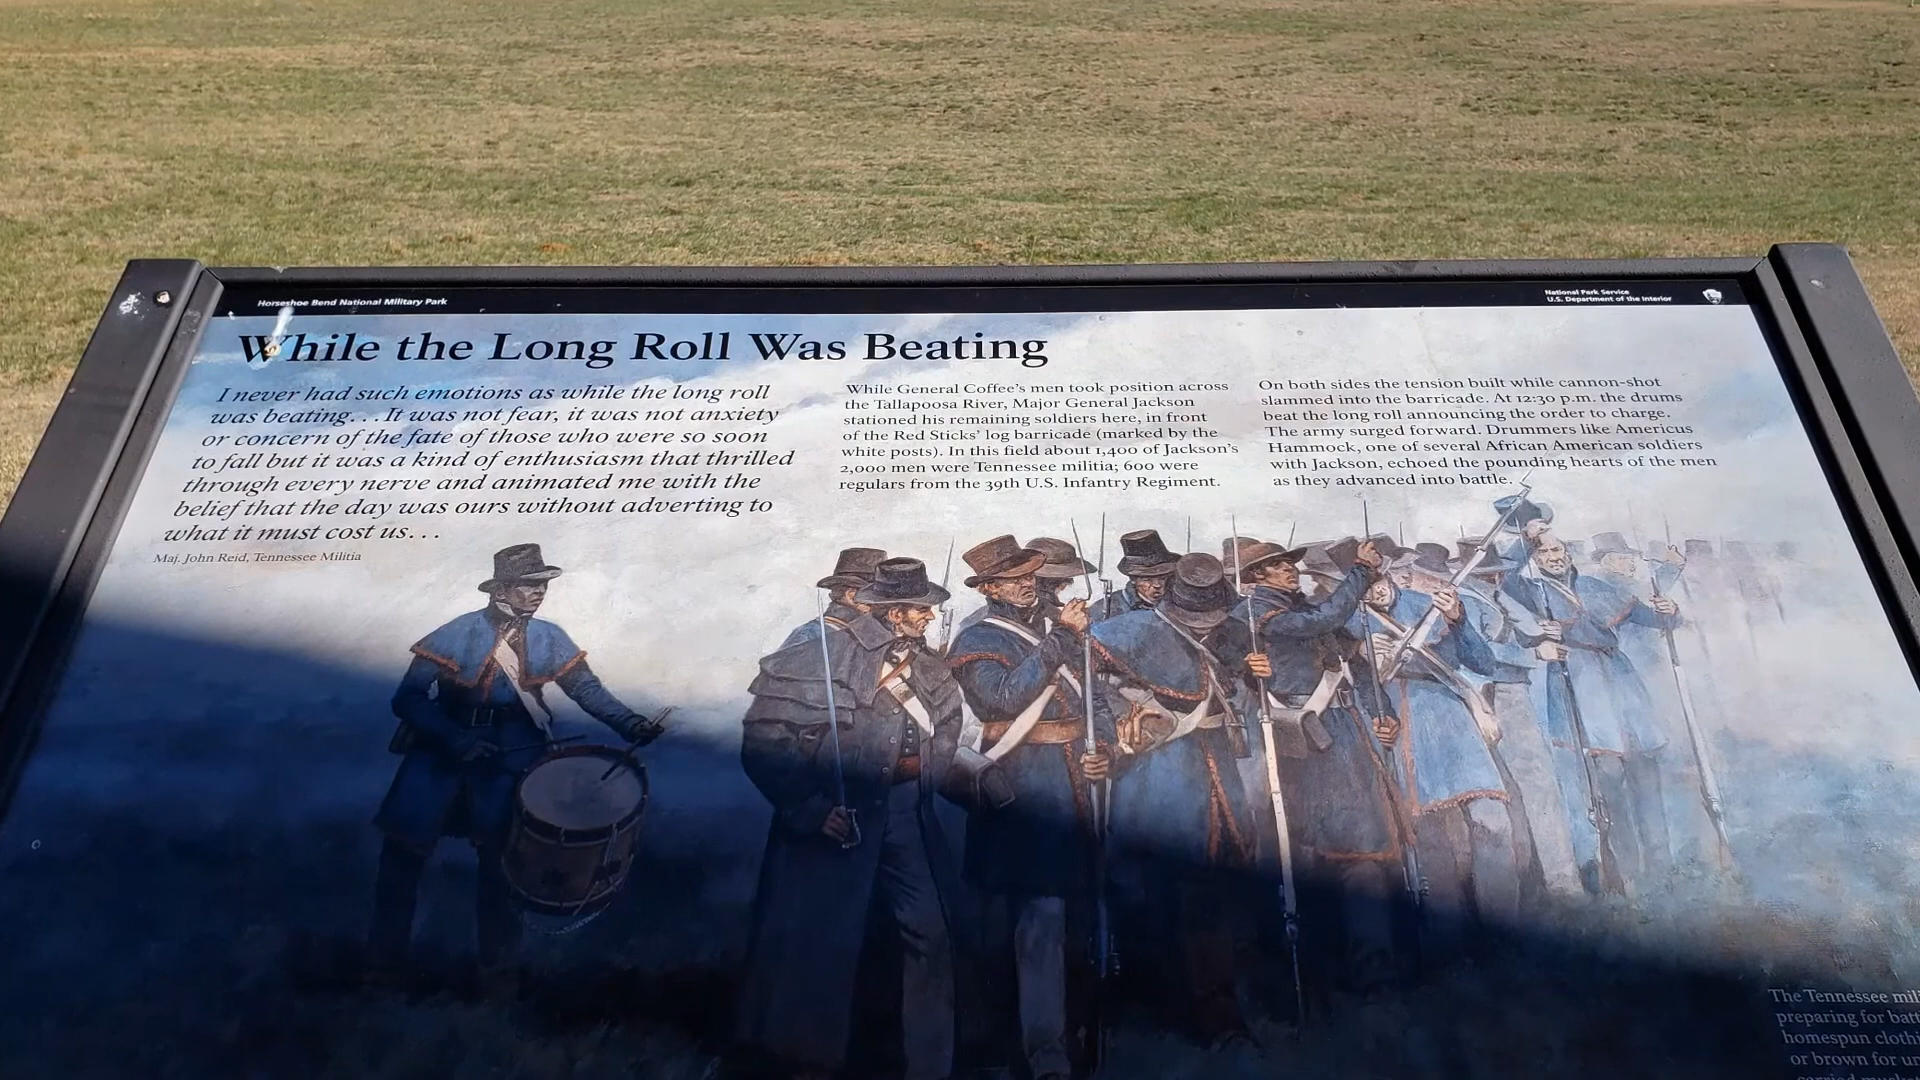 Horseshoe Bend National Military Park
National Park Service
U.S. Department of the Interior
While the Long Roll Was Beating
I never had such emotions as while the long roll
was beating...It was not fear, it was not anxiety
or concern of the fate of those who were so soon
to fall but it was a kind of enthusiasm that thrilled
through every nerve and animated me with the
belief that the day was ours without adverting to
what it must cost us...
Maj. John Reid, Tennessee Militia
While General Coffee's men took position across
the Tallapoosa River, Major General Jackson
stationed his remaining soldiers here, in front
of the Red Sticks' log barricade (marked by the
white posts). In this field about 1,400 of Jackson's
2,000 men were Tennessee militia; 600 were
regulars from the 39th U.S. Infantry Regiment.
On both sides the tension built while cannon-shot
slammed into the barricade. At 12:30 p.m. the drums
beat the long roll announcing the order to charge.
The army surged forward. Drummers like Americus
Hammock, one of several African American soldiers
with Jackson, echoed the pounding hearts of the men
as they advanced into battle.
The Tennessee mil
preparing for batt
homespun clothi
or brown for un